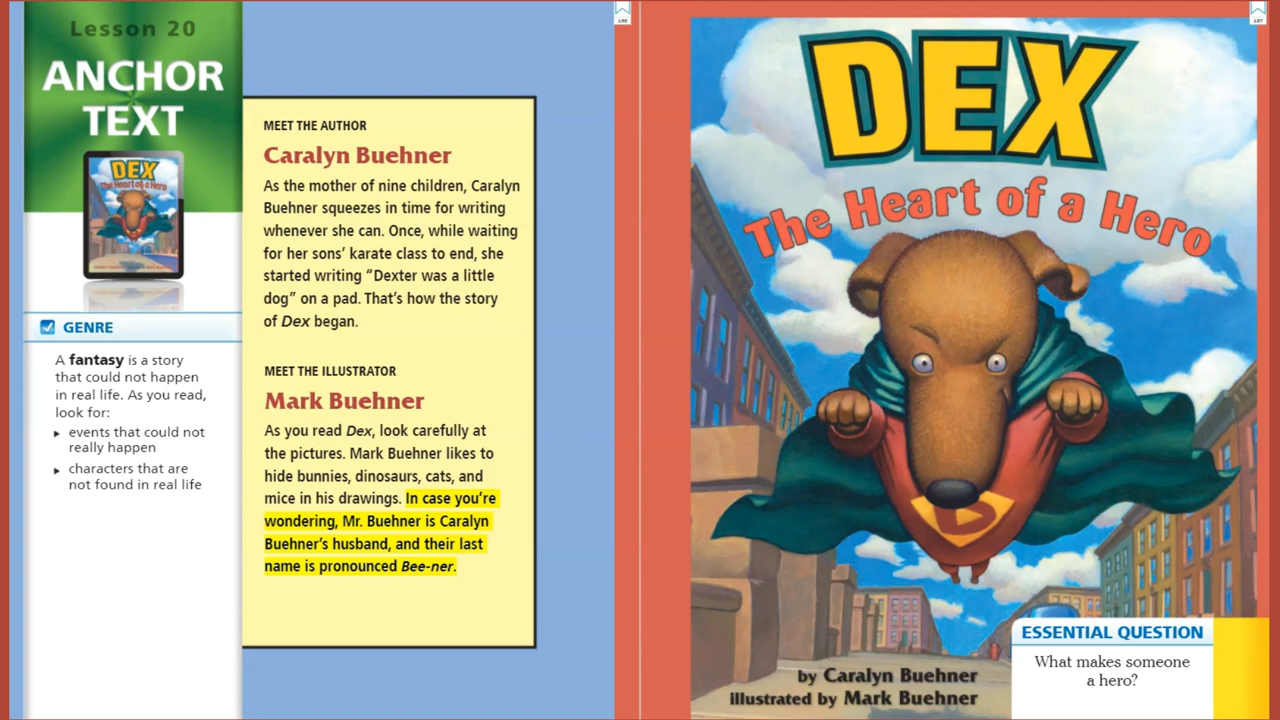 Lesson 20
ANCHOR
TEXT
DEX
The Heart of a Hero
GENRE
A fantasy is a story
that could not happen
in real life. As you read,
look for:
events that could not
really happen
characters that are
not found in real life
MEET THE AUTHOR
Caralyn Buehner
As the mother of nine children, Caralyn
Buehner squeezes in time for writing
whenever she can. Once, while waiting
for her sons’ karate class to end, she
started writing “Dexter was a little
dog” on a pad. That’s how the story
of Dex began.
MEET THE ILLUSTRATOR
Mark Buehner
As you read Dex, look carefully at
the pictures. Mark Buehner likes to
hide bunnies, dinosaurs, cats, and
mice in his drawings. In case you’re
wondering, Mr. Buehner is Caralyn
Buehner’s husband, and their last
name is pronounced Bee-ner.
DEX
The Heart of a Hero
D
by Caralyn Buehner
illustrated by Mark Buehner
ESSENTIAL QUESTION
What makes someone
a hero?